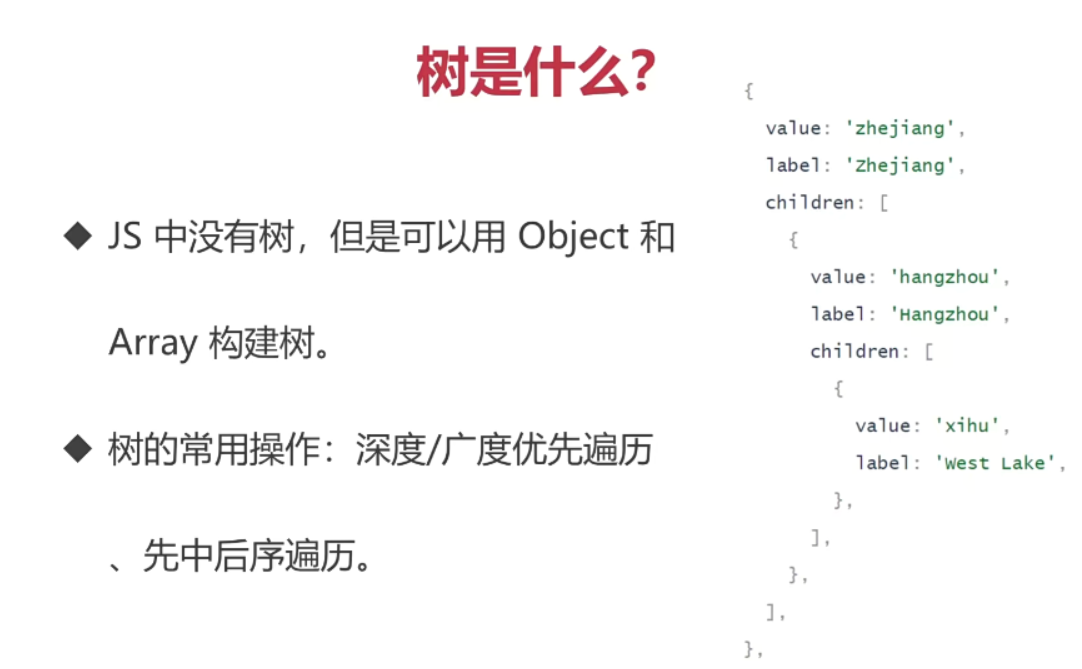 树是什么？
◆ JS 中没有树，但是可以用 Object 和
Array 构建树。
◆ 树的常用操作：深度/广度优先遍历
、先中后序遍历。
{
  value: 'zhejiang',
  label: 'Zhejiang',
  children: [
    {
      value: 'hangzhou',
      label: 'Hangzhou',
      children: [
        {
          value: 'xihu',
          label: 'West Lake',
        },
      ],
    },
  ],
},